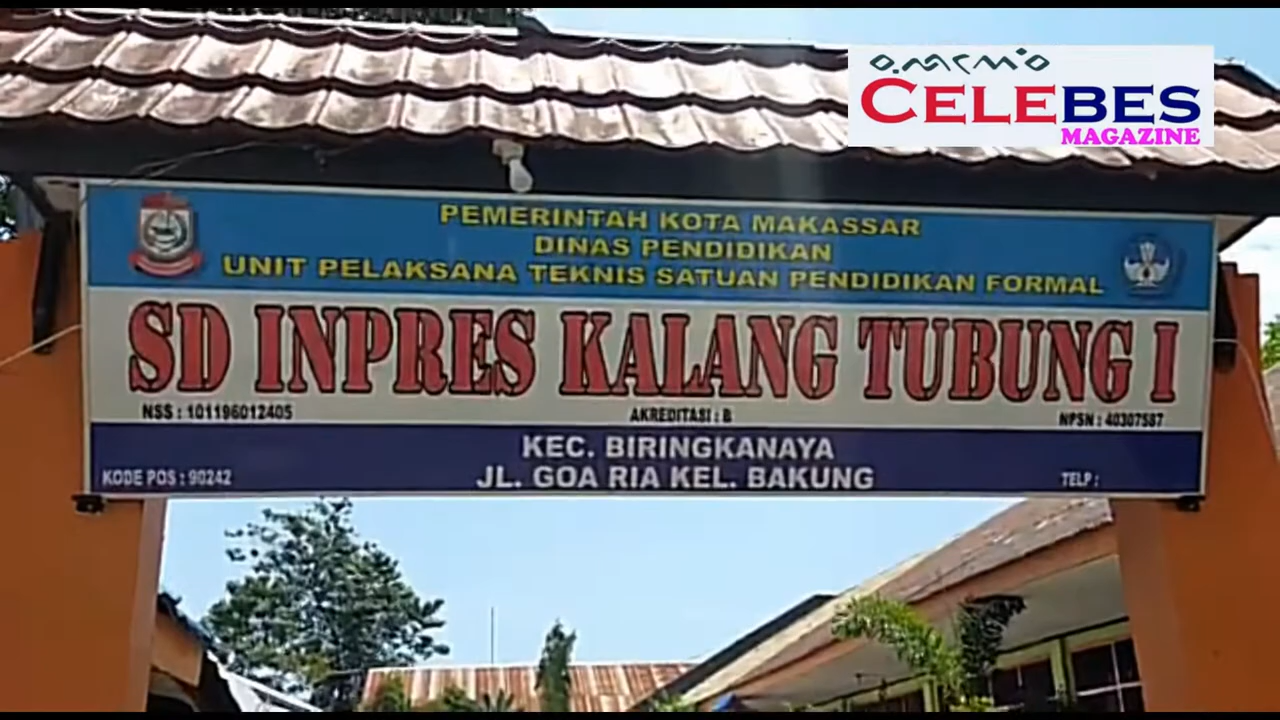 CELEBES
MAGAZINE
PEMERINTAH KOTA MAKASSAR
DINAS PENDIDIKAN
UNIT PELAKSANA TEKNIS SATUAN PENDIDIKAN FORMAL
SD INPRES KALANG TUBUNG I
NSS : 101196012405 AKREDITASI : B NPSN : 40307587
KEC. BIRINGKANAYA
KODE POS : 90242 JL. GOA RIA KEL. BAKUNG TELP :